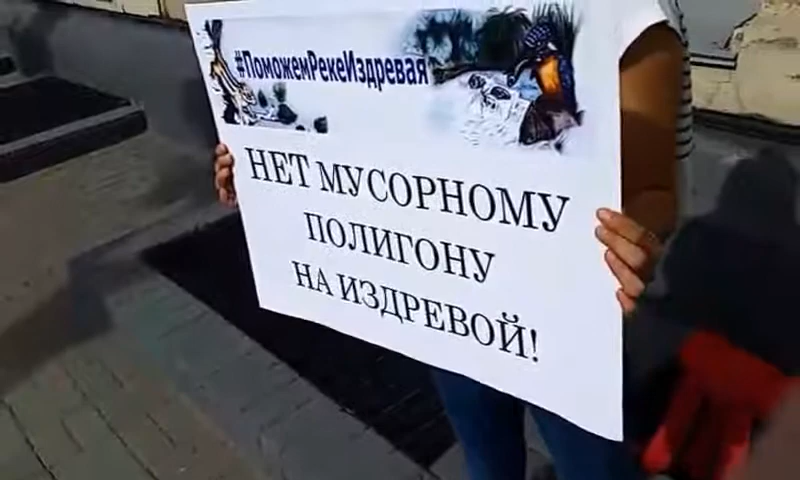 #ПоможемРекеИздревая
НЕТ МУСОРНОМУ
ПОЛИГОНУ
НА ИЗДРЕВОЙ!